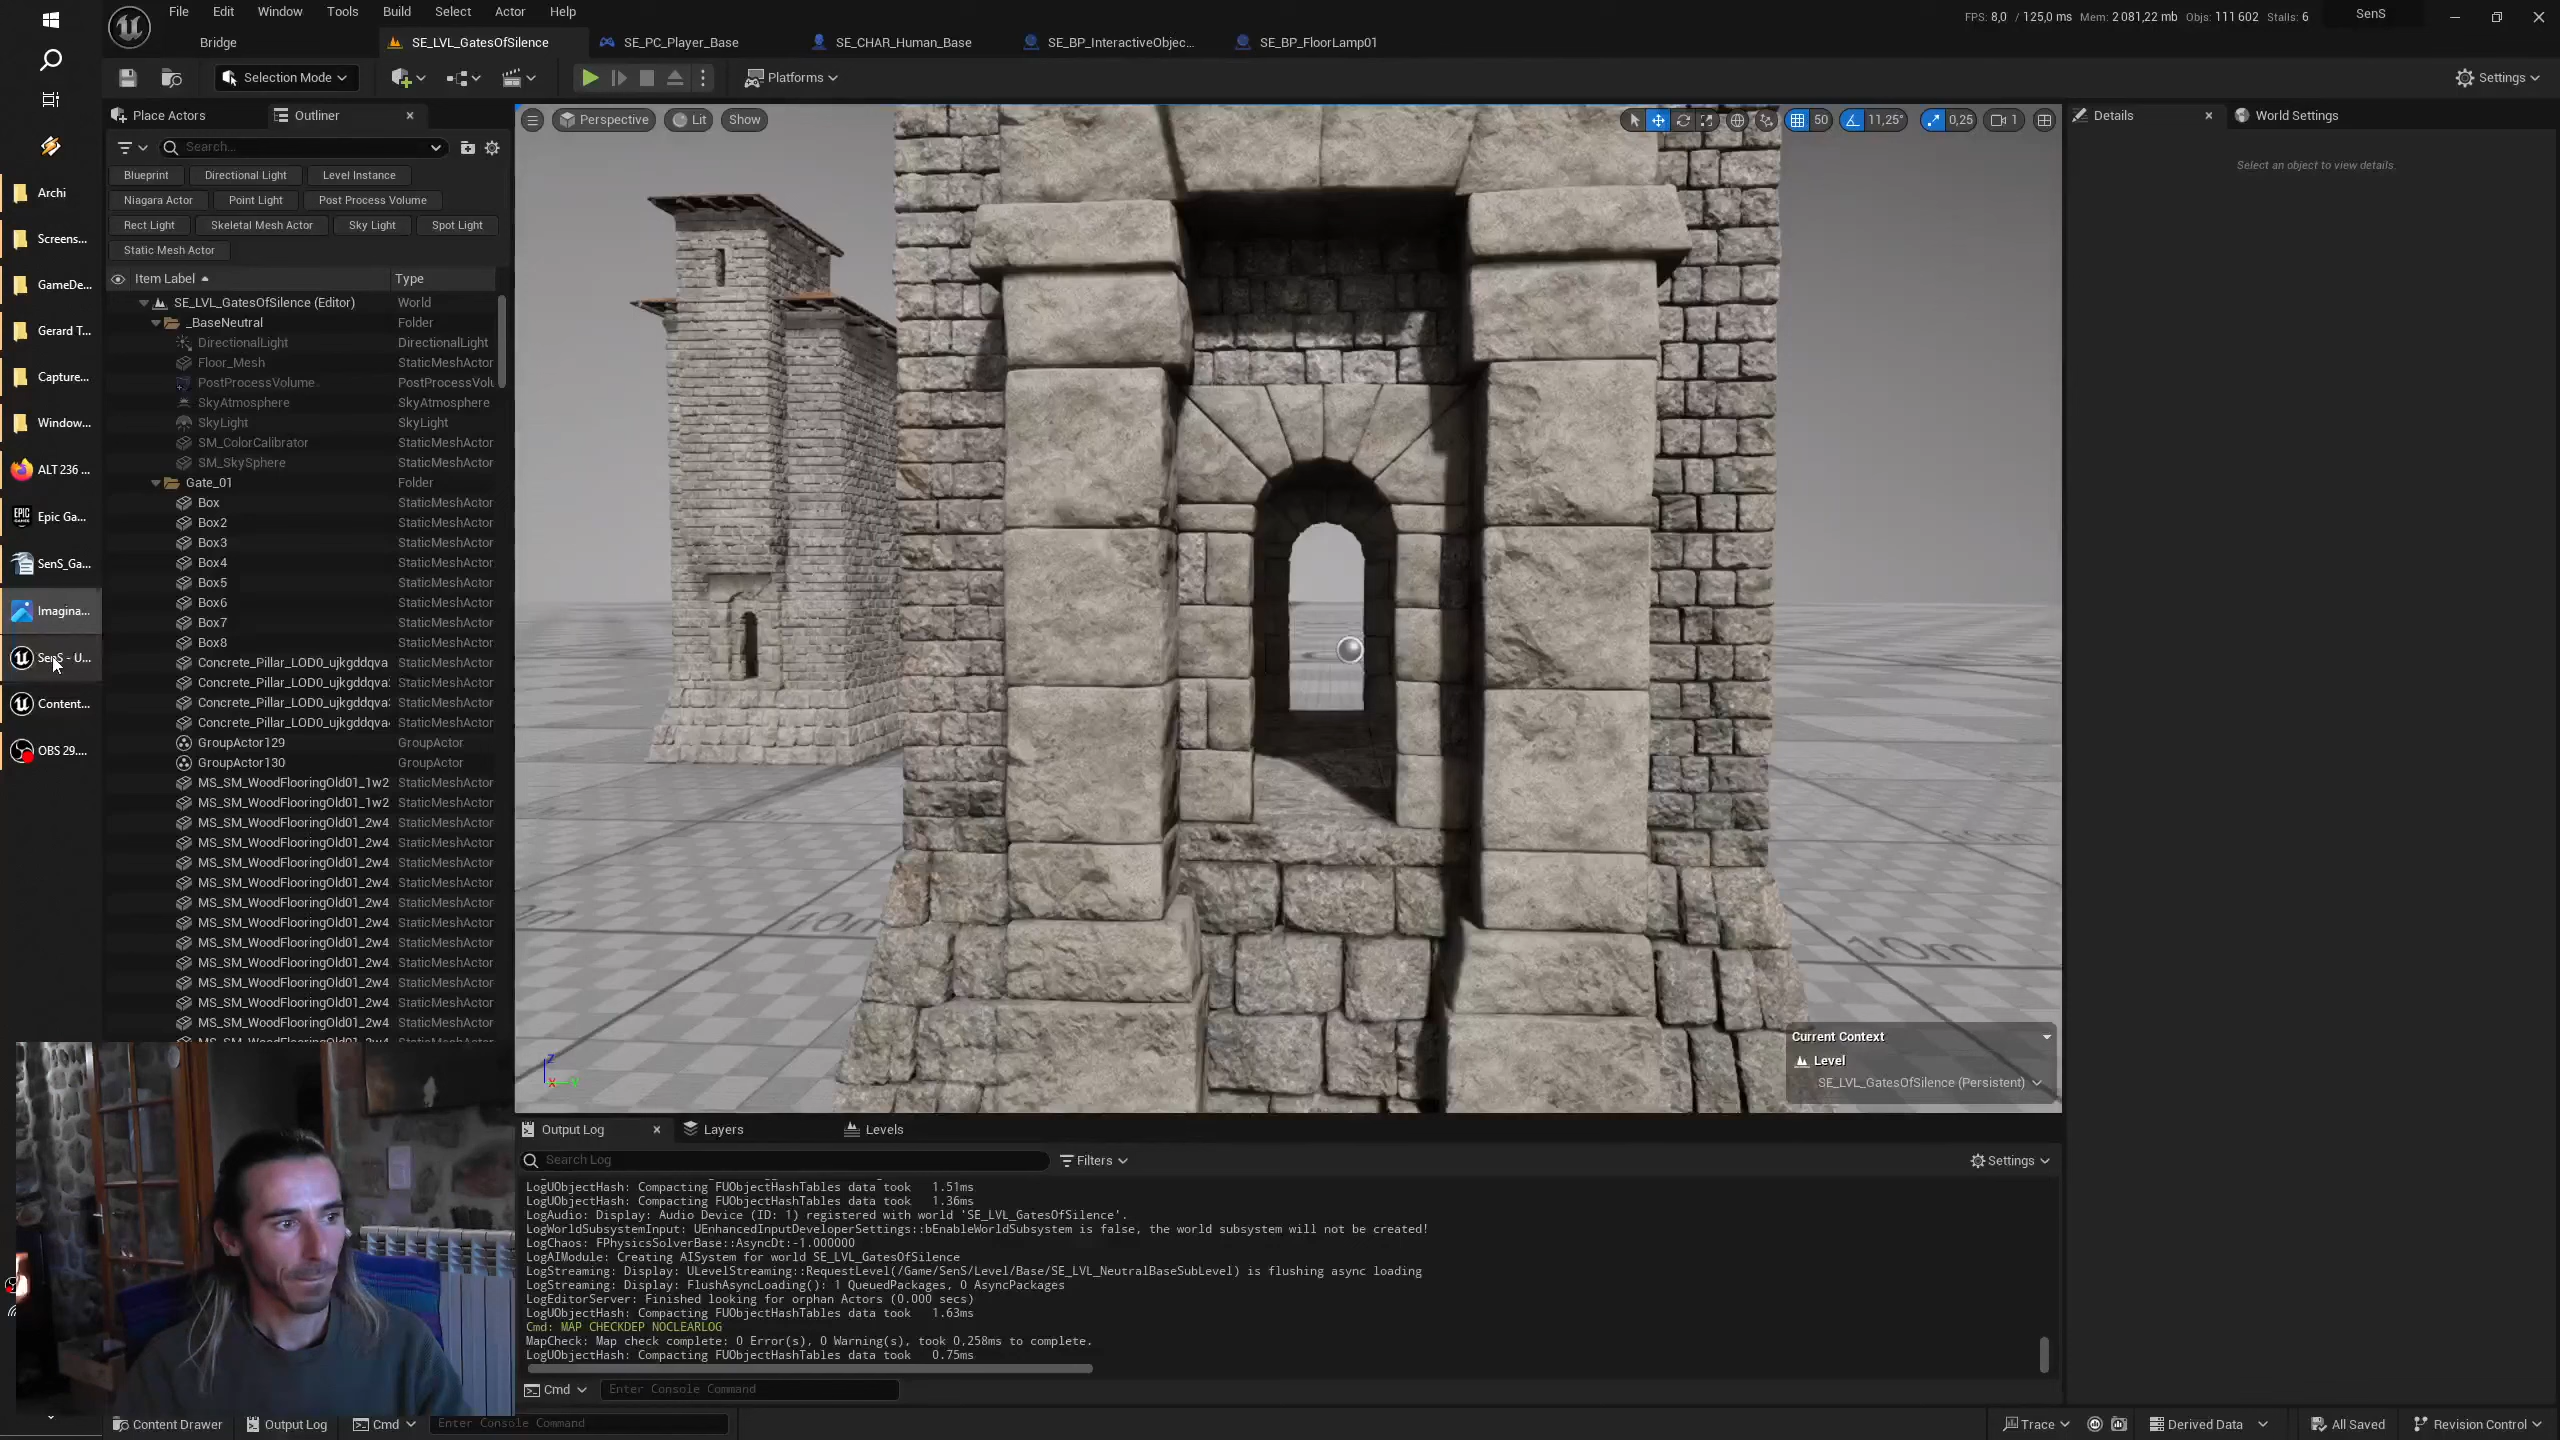 File Edit Window Tools Build Select Actor Help
FPS: 8,0 / 125,0 ms Mem: 2 081,22 mb Objs: 111 602 Stalls: 6 SenS
Bridge SE_LVL_GatesOfSilence SE_PC_Player_Base SE_CHAR_Human_Base SE_BP_InteractiveObjec... SE_BP_FloorLamp01
Selection Mode Platforms Settings
Place Actors Outliner
Perspective Lit Show 50 11,25° 0,25 1
Details World Settings
Search...
Select an object to view details.
Blueprint Directional Light Level Instance
Niagara Actor Point Light Post Process Volume
Rect Light Skeletal Mesh Actor Sky Light Spot Light
Static Mesh Actor
Item Label Type
SE_LVL_GatesOfSilence (Editor) World
_BaseNeutral Folder
DirectionalLight DirectionalLight
Floor_Mesh StaticMeshActor
PostProcessVolume PostProcessVolu
SkyAtmosphere SkyAtmosphere
SkyLight SkyLight
SM_ColorCalibrator StaticMeshActor
SM_SkySphere StaticMeshActor
Gate_01 Folder
Box StaticMeshActor
Box2 StaticMeshActor
Box3 StaticMeshActor
Box4 StaticMeshActor
Box5 StaticMeshActor
Box6 StaticMeshActor
Box7 StaticMeshActor
Box8 StaticMeshActor
Concrete_Pillar_LOD0_ujkgddqva StaticMeshActor
Concrete_Pillar_LOD0_ujkgddqva StaticMeshActor
Concrete_Pillar_LOD0_ujkgddqva StaticMeshActor
Concrete_Pillar_LOD0_ujkgddqva StaticMeshActor
GroupActor129 GroupActor
GroupActor130 GroupActor
MS_SM_WoodFlooringOld01_1w2 StaticMeshActor
MS_SM_WoodFlooringOld01_1w2 StaticMeshActor
MS_SM_WoodFlooringOld01_2w4 StaticMeshActor
MS_SM_WoodFlooringOld01_2w4 StaticMeshActor
MS_SM_WoodFlooringOld01_2w4 StaticMeshActor
MS_SM_WoodFlooringOld01_2w4 StaticMeshActor
MS_SM_WoodFlooringOld01_2w4 StaticMeshActor
MS_SM_WoodFlooringOld01_2w4 StaticMeshActor
MS_SM_WoodFlooringOld01_2w4 StaticMeshActor
MS_SM_WoodFlooringOld01_2w4 StaticMeshActor
MS_SM_WoodFlooringOld01_2w4 StaticMeshActor
MS_SM_WoodFlooringOld01_2w4 StaticMeshActor
MS_SM_WoodFlooringOld01_2w4 StaticMeshActor
Archi
Screens...
GameDe...
Gerard T...
Capture...
Window...
ALT 236 ...
Epic Ga...
SenS_Ga...
Imagina...
SenS - U...
Content...
OBS 29....
10m
10m
Current Context
Level
SE_LVL_GatesOfSilence (Persistent)
Output Log Layers Levels
Search Log Filters Settings
LogUObjectHash: Compacting FUObjectHashTables data took 1.51ms
LogUObjectHash: Compacting FUObjectHashTables data took 1.36ms
LogAudio: Display: Audio Device (ID: 1) registered with world 'SE_LVL_GatesOfSilence'.
LogWorldSubsystemInput: UEnhancedInputDeveloperSettings::bEnableWorldSubsystem is false, the world subsystem will not be created!
LogChaos: FPhysicsSolverBase::AsyncDt:-1.000000
LogAIModule: Creating AISystem for world SE_LVL_GatesOfSilence
LogStreaming: Display: ULevelStreaming::RequestLevel(/Game/SenS/Level/Base/SE_LVL_NeutralBaseSubLevel) is flushing async loading
LogStreaming: Display: FlushAsyncLoading(): 1 QueuedPackages, 0 AsyncPackages
LogEditorServer: Finished looking for orphan Actors (0.000 secs)
LogUObjectHash: Compacting FUObjectHashTables data took 1.63ms
Cmd: MAP CHECKDEP NOCLEARLOG
MapCheck: Map check complete: 0 Error(s), 0 Warning(s), took 0,258ms to complete.
LogUObjectHash: Compacting FUObjectHashTables data took 0.75ms
Cmd Enter Console Command
Content Drawer Output Log Cmd Enter Console Command Trace Derived Data All Saved Revision Control